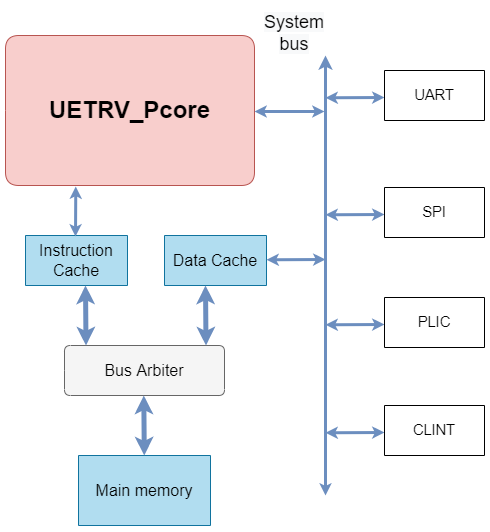 System
bus
UETRV_Pcore
UART
Instruction
Cache
Data Cache
SPI
Bus Arbiter
PLIC
Main memory
CLINT